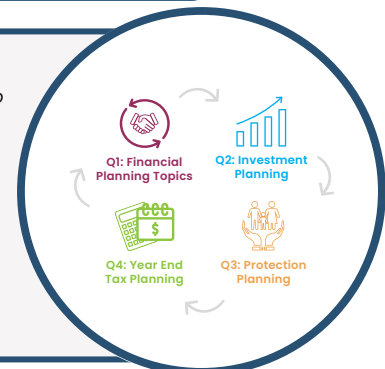 Q1: Financial
Planning Topics
Q2: Investment
Planning
Q4: Year End
Tax Planning
Q3: Protection
Planning
$